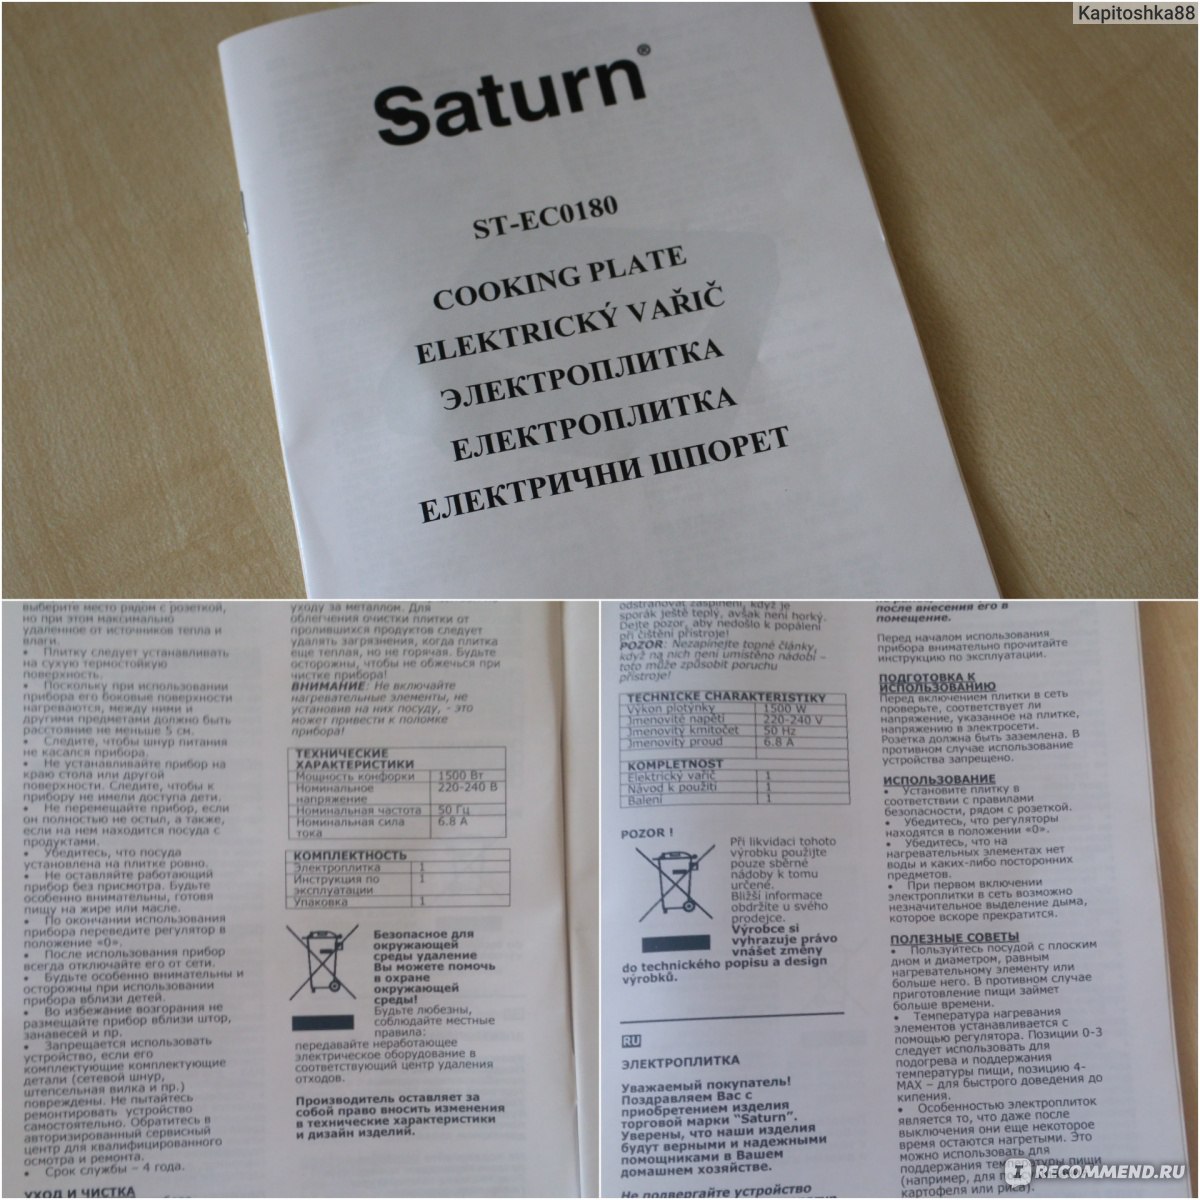 Kapitoshka88
Saturn®
ST-EC0180
COOKING PLATE
ELEKTRICKÝ VAŘIČ
ЭЛЕКТРОПЛИТКА
ЕЛЕКТРОПЛИТКА
ЕЛЕКТРИЧНИ ШПОРЕТ
выберите место рядом с розеткой,
но при этом максимально
удаленное от источников тепла и
влаги.
• Плитку следует устанавливать
на сухую термостойкую
поверхность.
• Поскольку при использовании
прибора его боковые поверхности
нагреваются, между ними и
другими предметами должно быть
расстояние не меньше 5 см.
• Следите, чтобы шнур питания
не касался прибора.
• Не устанавливайте прибор на
краю стола или другой
поверхности. Следите, чтобы к
прибору не имели доступа дети.
• Не перемещайте прибор, если
он полностью не остыл, а также,
если на нем находится посуда с
продуктами.
• Убедитесь, что посуда
установлена на плитке ровно.
• Не оставляйте работающий
прибор без присмотра. Будьте
особенно внимательны, готовя
пищу на жире или масле.
• По окончании использования
прибора переведите регулятор в
положение «0».
• После использования прибор
всегда отключайте его от сети.
• Будьте особенно внимательны и
осторожны при использовании
прибора вблизи детей.
• Во избежание возгорания не
размещайте прибор вблизи штор,
занавесей и пр.
• Запрещается использовать
устройство, если его
комплектующие комплектующие
детали (сетевой шнур,
штепсельная вилка и пр.)
повреждены. Не пытайтесь
ремонтировать устройство
самостоятельно. Обратитесь в
авторизированный сервисный
центр для квалифицированного
осмотра и ремонта.
• Срок службы – 4 года.
УХОД И ЧИСТКА
уходу за металлом. Для
облегчения очистки плитки от
пролившихся продуктов следует
удалять загрязнения, когда плитка
еще теплая, но не горячая. Будьте
осторожны, чтобы не обжечься при
чистке прибора!
ВНИМАНИЕ: Не включайте
нагревательные элементы, не
установив на них посуду, - это
может привести к поломке
прибора!
ТЕХНИЧЕСКИЕ
ХАРАКТЕРИСТИКИ
Мощность конфорки 1500 Вт
Номинальное 220-240 В
напряжение
Номинальная частота 50 Гц
Номинальная сила 6.8 А
тока
КОМПЛЕКТНОСТЬ
Электроплитка 1
Инструкция по 1
эксплуатации
Упаковка 1
Безопасное для
окружающей
среды удаление
Вы можете помочь
в охране
окружающей
среды!
Будьте любезны,
соблюдайте местные
правила:
передавайте неработающее
электрическое оборудование в
соответствующий центр удаления
отходов.
Производитель оставляет за
собой право вносить изменения
в технические характеристики
и дизайн изделий.
odstraňovat zašpinění, když je
sporák ještě teplý, avšak není horký.
Dejte pozor, aby nedošlo k popálení
při čištění přístroje!
POZOR: Nezapínejte topné články,
když na nich není umístěno nádobí –
toto může způsobit poruchu
přístroje!
TECHNICKÉ CHARAKTERISTIKY
Výkon plotýnky 1500 W
Jmenovité napětí 220-240 V
Jmenovitý kmitočet 50 Hz
Jmenovitý proud 6.8 A
KOMPLETNOST
Elektrický vařič 1
Návod k použití 1
Balení 1
POZOR !
Při likvidaci tohoto
výrobku použijte
pouze sběrné
nádoby k tomu
určené.
Bližší informace
obdržíte u svého
prodejce.
Výrobce si
vyhrazuje právo
vnášet změny
do technického popisu a design
výrobků.
RU
ЭЛЕКТРОПЛИТКА
Уважаемый покупатель!
Поздравляем Вас с
приобретением изделия
торговой марки “Saturn”.
Уверены, что наши изделия
будут верными и надежными
помощниками в Вашем
домашнем хозяйстве.
Не подвергайте устройство
после внесения его в
помещение.
Перед началом использования
прибора внимательно прочитайте
инструкцию по эксплуатации.
ПОДГОТОВКА К
ИСПОЛЬЗОВАНИЮ
Перед включением плитки в сеть
проверьте, соответствует ли
напряжение, указанное на плитке,
напряжению в электросети.
Розетка должна быть заземлена. В
противном случае использование
устройства запрещено.
ИСПОЛЬЗОВАНИЕ
• Установите плитку в
соответствии с правилами
безопасности, рядом с розеткой.
• Убедитесь, что регуляторы
находятся в положении «0».
• Убедитесь, что на
нагревательных элементах нет
воды и каких-либо посторонних
предметов.
• При первом включении
электроплитки в сеть возможно
незначительное выделение дыма,
которое вскоре прекратится.
ПОЛЕЗНЫЕ СОВЕТЫ
• Пользуйтесь посудой с плоским
дном и диаметром, равным
нагревательному элементу или
больше него. В противном случае
приготовление пищи займет
больше времени.
• Температура нагревания
элементов устанавливается с
помощью регулятора. Позиции 0-3
следует использовать для
подогрева и поддержания
температуры пищи, позицию 4-
MAX – для быстрого доведения до
кипения.
• Особенностью электроплиток
является то, что даже после
выключения они еще некоторое
время остаются нагретыми. Это
можно использовать для
поддержания температуры пищи
(например, для
картофеля или риса).
IRECOMMEND.RU